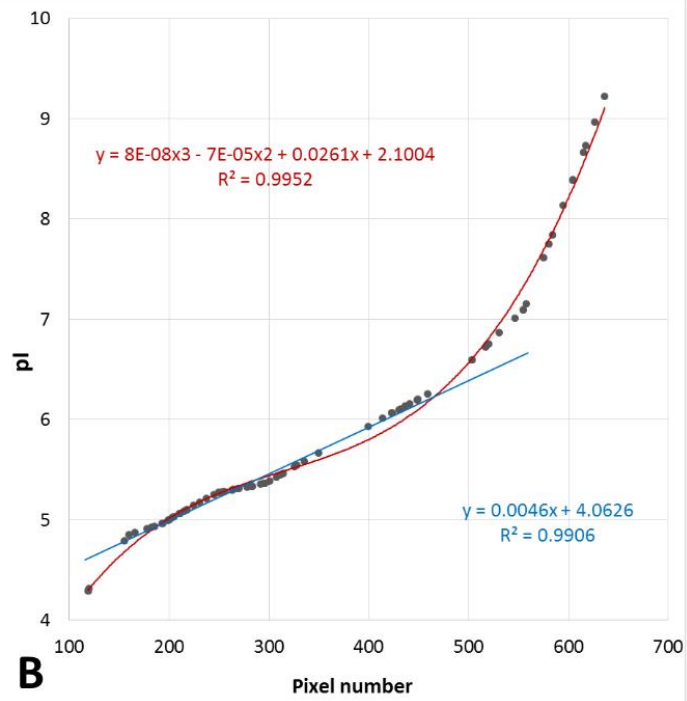 10
9
8
7
6
5
4
pI
y = 8E-08x3 - 7E-05x2 + 0.0261x + 2.1004
R² = 0.9952
y = 0.0046x + 4.0626
R² = 0.9906
100 200 300 400 500 600 700
Pixel number
B